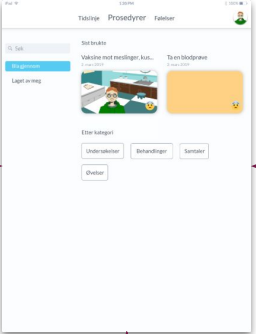 iPad
2:39 PM
Tidslinje Prosedyrer Følelser
Søk
Sist brukte
Vaksine mot meslinger, kus...
Ta en blodprøve
Laget av meg
Etter kategori
Undersøkelser
Behandlinger
Samtaler
Øvelser